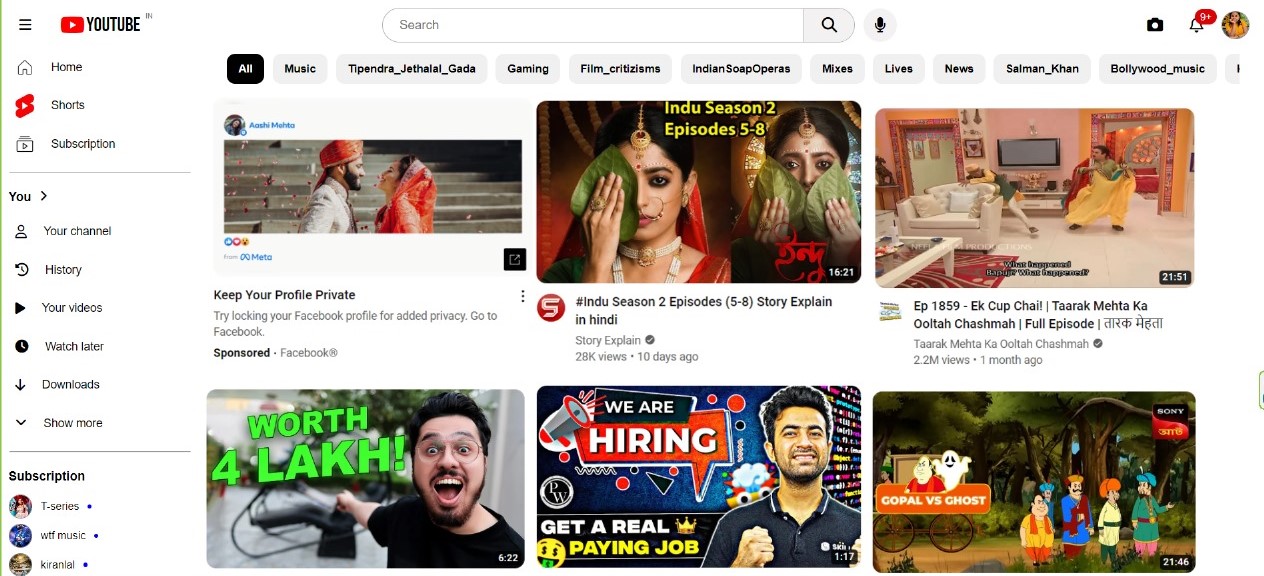 YOUTUBE IN
Search
9+
Home
Shorts
Subscription
You
Your channel
History
Your videos
Watch later
Downloads
Show more
Subscription
T-series
wtf music
kiranlal
All
Music
Tipendra_Jethalal_Gada
Gaming
Film_critizisms
IndianSoapOperas
Mixes
Lives
News
Salman_Khan
Bollywood_music
Aashi Mehta
From Meta
Keep Your Profile Private
Try locking your Facebook profile for added privacy. Go to
Facebook.
Sponsored · Facebook®
Indu Season 2
Episodes 5-8
ইন্দু
16:21
#Indu Season 2 Episodes (5-8) Story Explain
in hindi
Story Explain
28K views • 10 days ago
What happened
Bapuji? What happened?
21:51
Ep 1859 - Ek Cup Chai! | Taarak Mehta Ka
Ooltah Chashmah | Full Episode | तारक मेहता
Taarak Mehta Ka Ooltah Chashmah
2.2M views • 1 month ago
WORTH
4 LAKH!
6:22
WE ARE
HIRING
PW
GET A REAL
PAYING JOB
1:17
SONY
আট
GOPAL VS GHOST
21:46